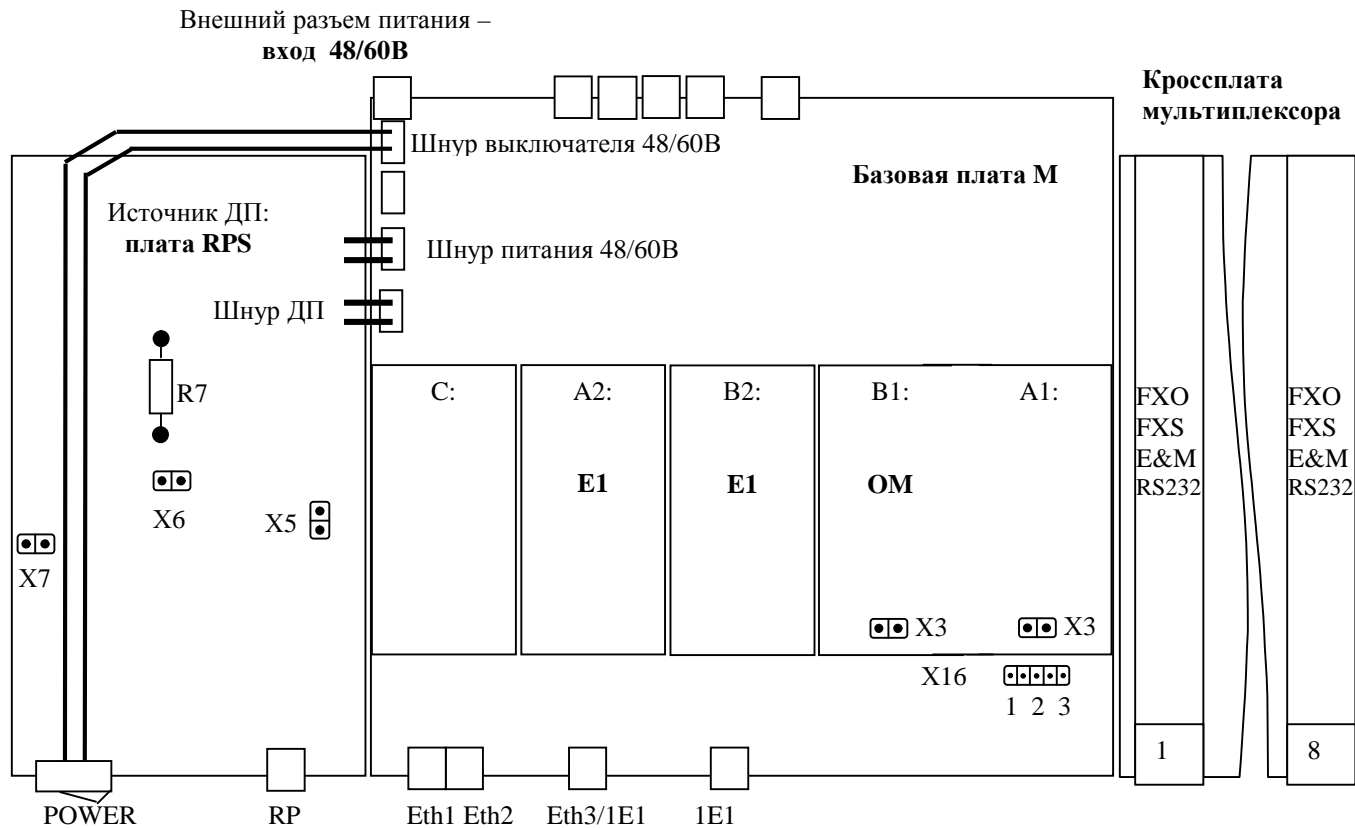 Внешний разъем питания –
вход 48/60В
Кроссплата
мультиплексора
Шнур выключателя 48/60В
Базовая плата М
Источник ДП:
плата RPS
Шнур питания 48/60В
Шнур ДП
R7
C: A2: B2: B1: A1:
E1 E1 ОМ
FXO
FXS
E&M
RS232
FXO
FXS
E&M
RS232
X6
X5
X7
X3 X3
X16
1 2 3
1 8
POWER RP Eth1 Eth2 Eth3/1E1 1E1